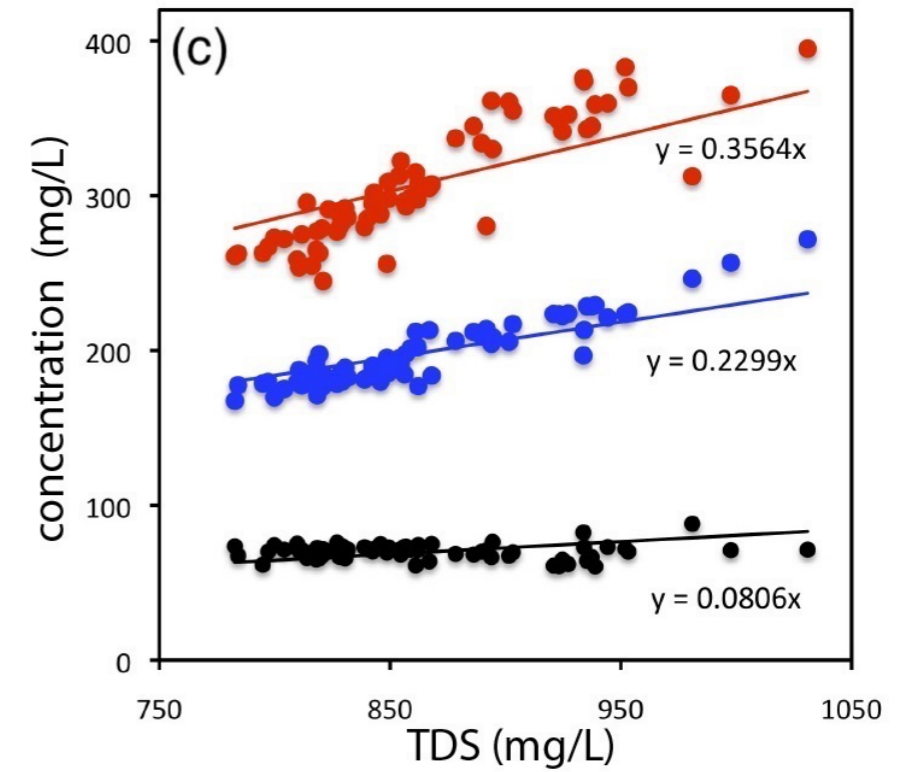 (c)
400
300
200
100
0
concentration (mg/L)
y = 0.3564x
y = 0.2299x
y = 0.0806x
750
850
950
1050
TDS (mg/L)